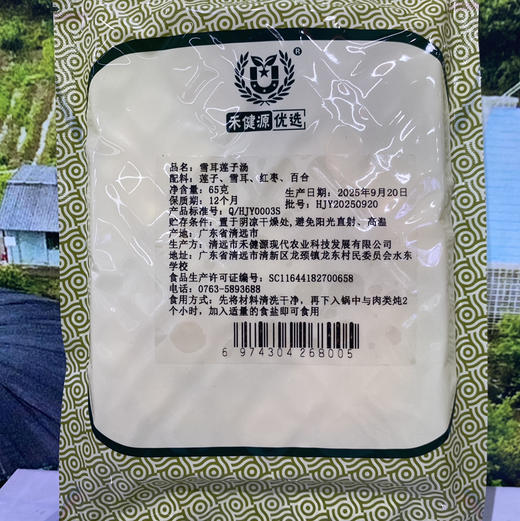 ®
禾健源优选
品名：雪耳莲子汤
配料：莲子、雪耳、红枣、百合
净含量：65克 生产日期：2025年9月20日
保质期：12个月 批号：HJY20250920
产品标准号：Q/HJY0003S
贮存条件：置于阴凉干燥处,避免阳光直射、高温
产地：广东省清远市
生产方：清远市禾健源现代农业科技发展有限公司
地址：广东省清远市清新区龙颈镇龙东村民委员会水东
学校
食品生产许可证编号：SC11644182700658
电话：0763-5893688
食用方式：先将材料清洗干净，再下入锅中与肉类炖2
个小时，加入适量的食盐即可食用
6 974304 268005